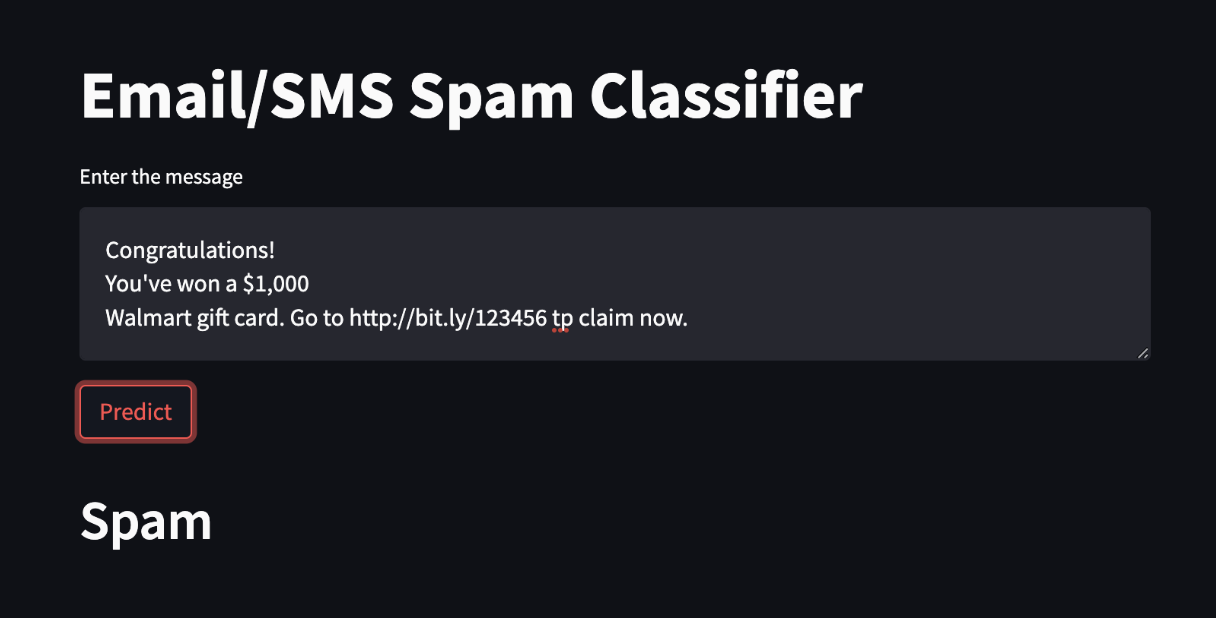 Email/SMS Spam Classifier
Enter the message
Congratulations!
You've won a $1,000
Walmart gift card. Go to http://bit.ly/123456 tp claim now.
Predict
Spam